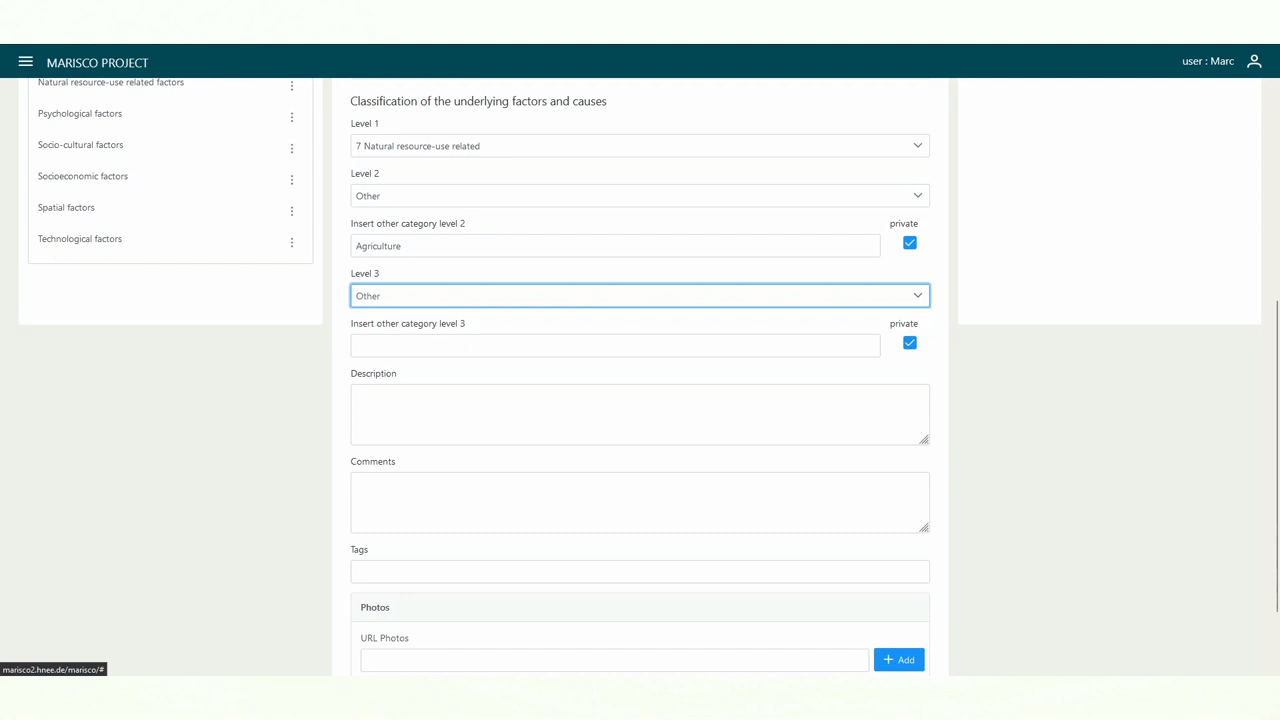 MARISCO PROJECT
user : Marc
Natural resource-use related factors
Psychological factors
Socio-cultural factors
Socioeconomic factors
Spatial factors
Technological factors
Classification of the underlying factors and causes
Level 1
7 Natural resource-use related
Level 2
Other
Insert other category level 2
private
Agriculture
Level 3
Other
Insert other category level 3
private
Description
Comments
Tags
Photos
URL Photos
+ Add
marisco2.hnee.de/marisco/#